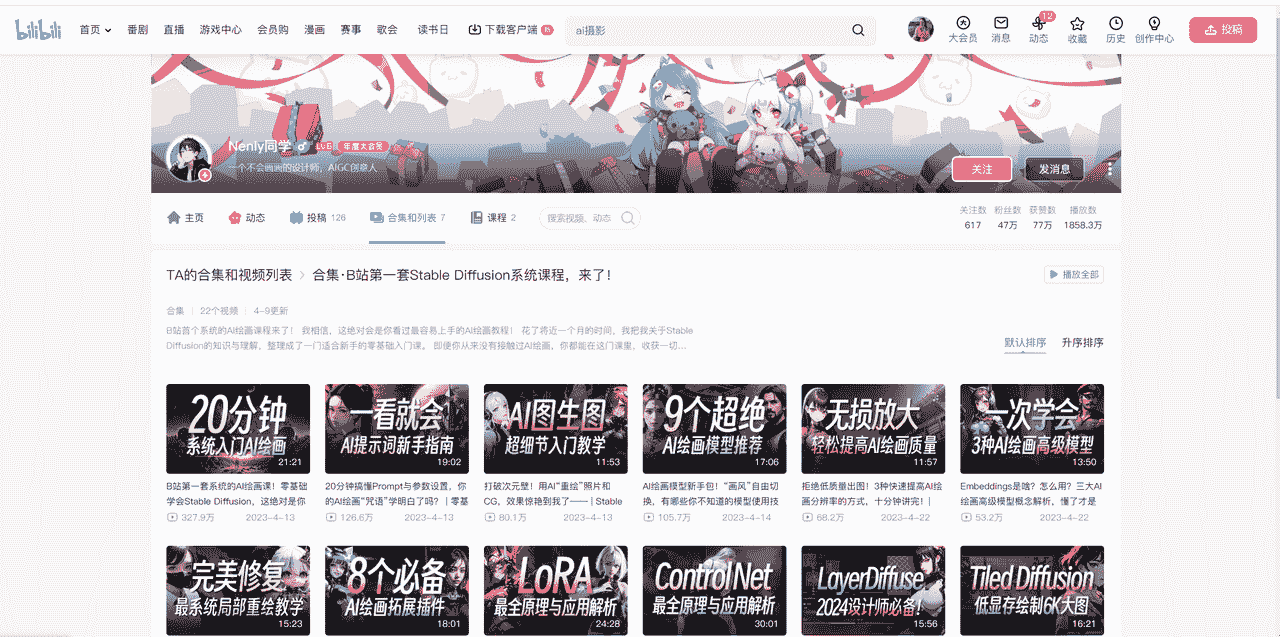 bilibili
首页 番剧 直播 游戏中心 会员购 漫画 赛事 歌会 读书日 下载客户端 ai摄影 大会员 消息 12 动态 收藏 历史 创作中心 投稿
Nenly同学 LV6 年度大会员
一个不会画画的设计师，AIGC创意人
关注 发消息
主页 动态 投稿 126 合集和列表 7 课程 2 搜索视频、动态
关注数 粉丝数 获赞数 播放数
617 47万 77万 1858.3万
TA的合集和视频列表 > 合集·B站第一套Stable Diffusion系统课程，来了！ 播放全部
合集 | 22个视频 | 4-9更新
B站首个系统的AI绘画课程来了！ 我相信，这绝对会是你看过最容易上手的AI绘画教程！ 花了将近一个月的时间，我把我关于Stable
Diffusion的知识与理解，整理成了一门适合新手的零基础入门课。 即便你从来没有接触过AI绘画，你都能在这门课里，收获一切...
默认排序 升序排序
20分钟
系统入门AI绘画
21:21
B站第一套系统的AI绘画课！零基础
学会Stable Diffusion，这绝对是你
327.9万 2023-4-13
一看就会
AI提示词新手指南
19:02
20分钟搞懂Prompt与参数设置，你
的AI绘画“咒语”学明白了吗？｜零基
126.6万 2023-4-13
AI图生图
超细节入门教学
11:53
打破次元壁！用AI“重绘”照片和
CG，效果惊艳到我了——｜Stable
80.1万 2023-4-13
9个超绝
AI绘画模型推荐
17:06
AI绘画模型新手包！“画风”自由切
换，有哪些你不知道的模型使用技
105.7万 2023-4-14
无损放大
轻松提高AI绘画质量
11:57
拒绝低质量出图！3种快速提高AI绘
画分辨率的方式，十分钟讲完！｜
68.2万 2023-4-22
一次学会
3种AI绘画高级模型
13:50
Embeddings是啥？怎么用？三大AI
绘画高级模型概念解析，懂了才是
53.2万 2023-4-22
完美修复
最系统局部重绘教学
15:23
8个必备
AI绘画拓展插件
18:01
LoRA
最全原理与应用解析
24:28
ControlNet
最全原理与应用解析
30:01
LayerDiffuse
2024设计师必备！
15:56
Tiled Diffusion
低显存绘制6K大图
16:21